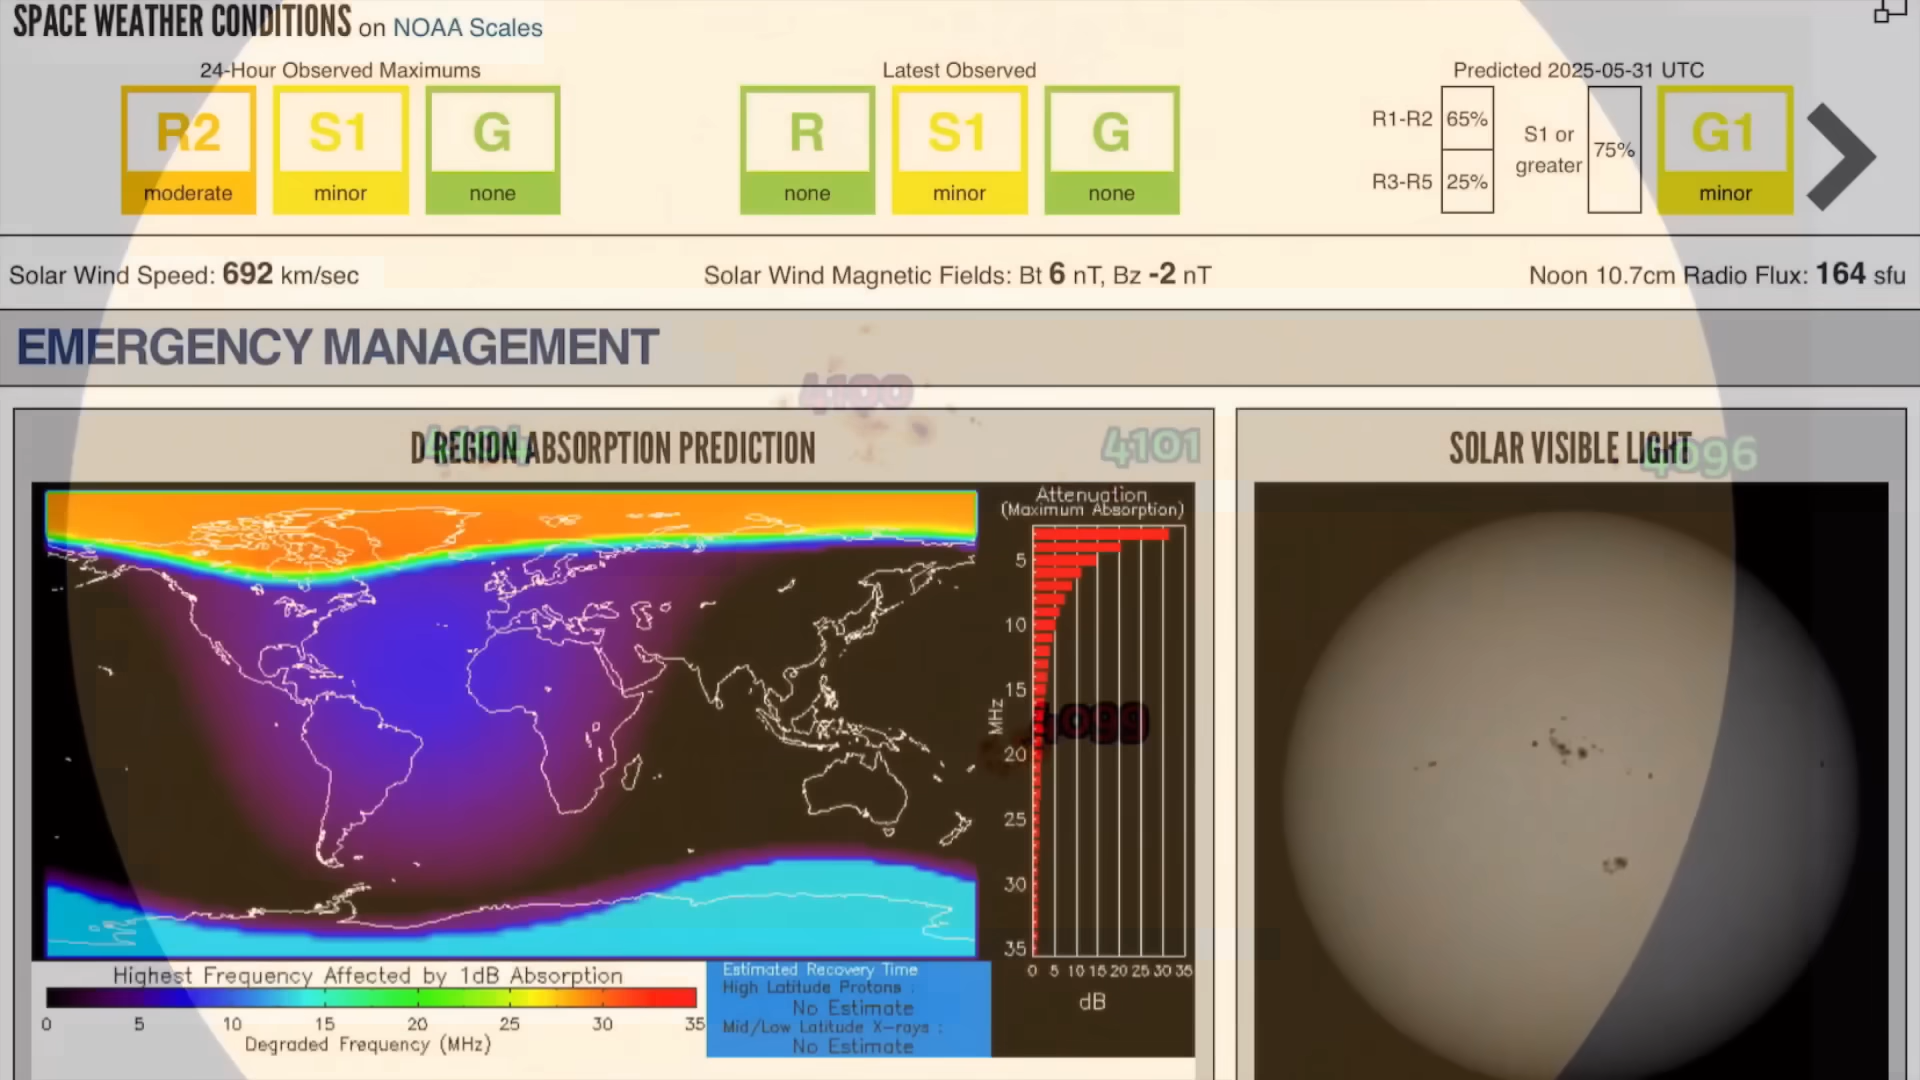 SPACE WEATHER CONDITIONS on NOAA Scales
24-Hour Observed Maximums
R2
moderate
S1
minor
G
none
Latest Observed
R
none
S1
minor
G
none
Predicted 2025-05-31 UTC
R1-R2 65%
R3-R5 25%
S1 or
greater
75%
G1
minor
Solar Wind Speed: 692 km/sec
Solar Wind Magnetic Fields: Bt 6 nT, Bz -2 nT
Noon 10.7cm Radio Flux: 164 sfu
EMERGENCY MANAGEMENT
4100
D REGION ABSORPTION PREDICTION
4101
SOLAR VISIBLE LIGHT
4096
Attenuation
(Maximum Absorption)
5
10
15
20
25
30
35
MHz
4099
0 5 10 15 20 25 30 35
dB
Highest Frequency Affected by 1dB Absorption
0 5 10 15 20 25 30 35
Degraded Frequency (MHz)
Estimated Recovery Time
High Latitude Protons :
No Estimate
Mid/Low Latitude X-rays :
No Estimate